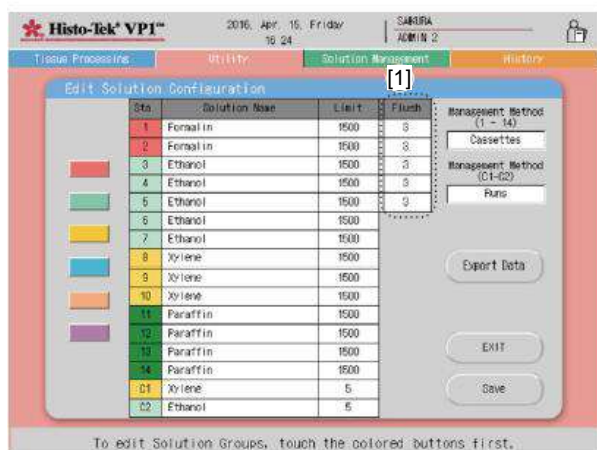 Histo-Tek® VP1™ 2016, Apr. 15, Friday SAKURA
16:24 ADMIN 2
Tissue Processing Utility Solution Management History
[1]
Edit Solution Configuration
Stn Solution Name Limit Flush Management Method
(1 - 14)
1 Formalin 1500 3
2 Formalin 1500 3 Cassettes
3 Ethanol 1500 3 Management Method
(C1-C2)
4 Ethanol 1500 3
5 Ethanol 1500 3 Runs
6 Ethanol 1500
7 Ethanol 1500
8 Xylene 1500 Export Data
9 Xylene 1500
10 Xylene 1500
11 Paraffin 1500
12 Paraffin 1500
13 Paraffin 1500 EXIT
14 Paraffin 1500
C1 Xylene 5 Save
C2 Ethanol 5
To edit Solution Groups, touch the colored buttons first.